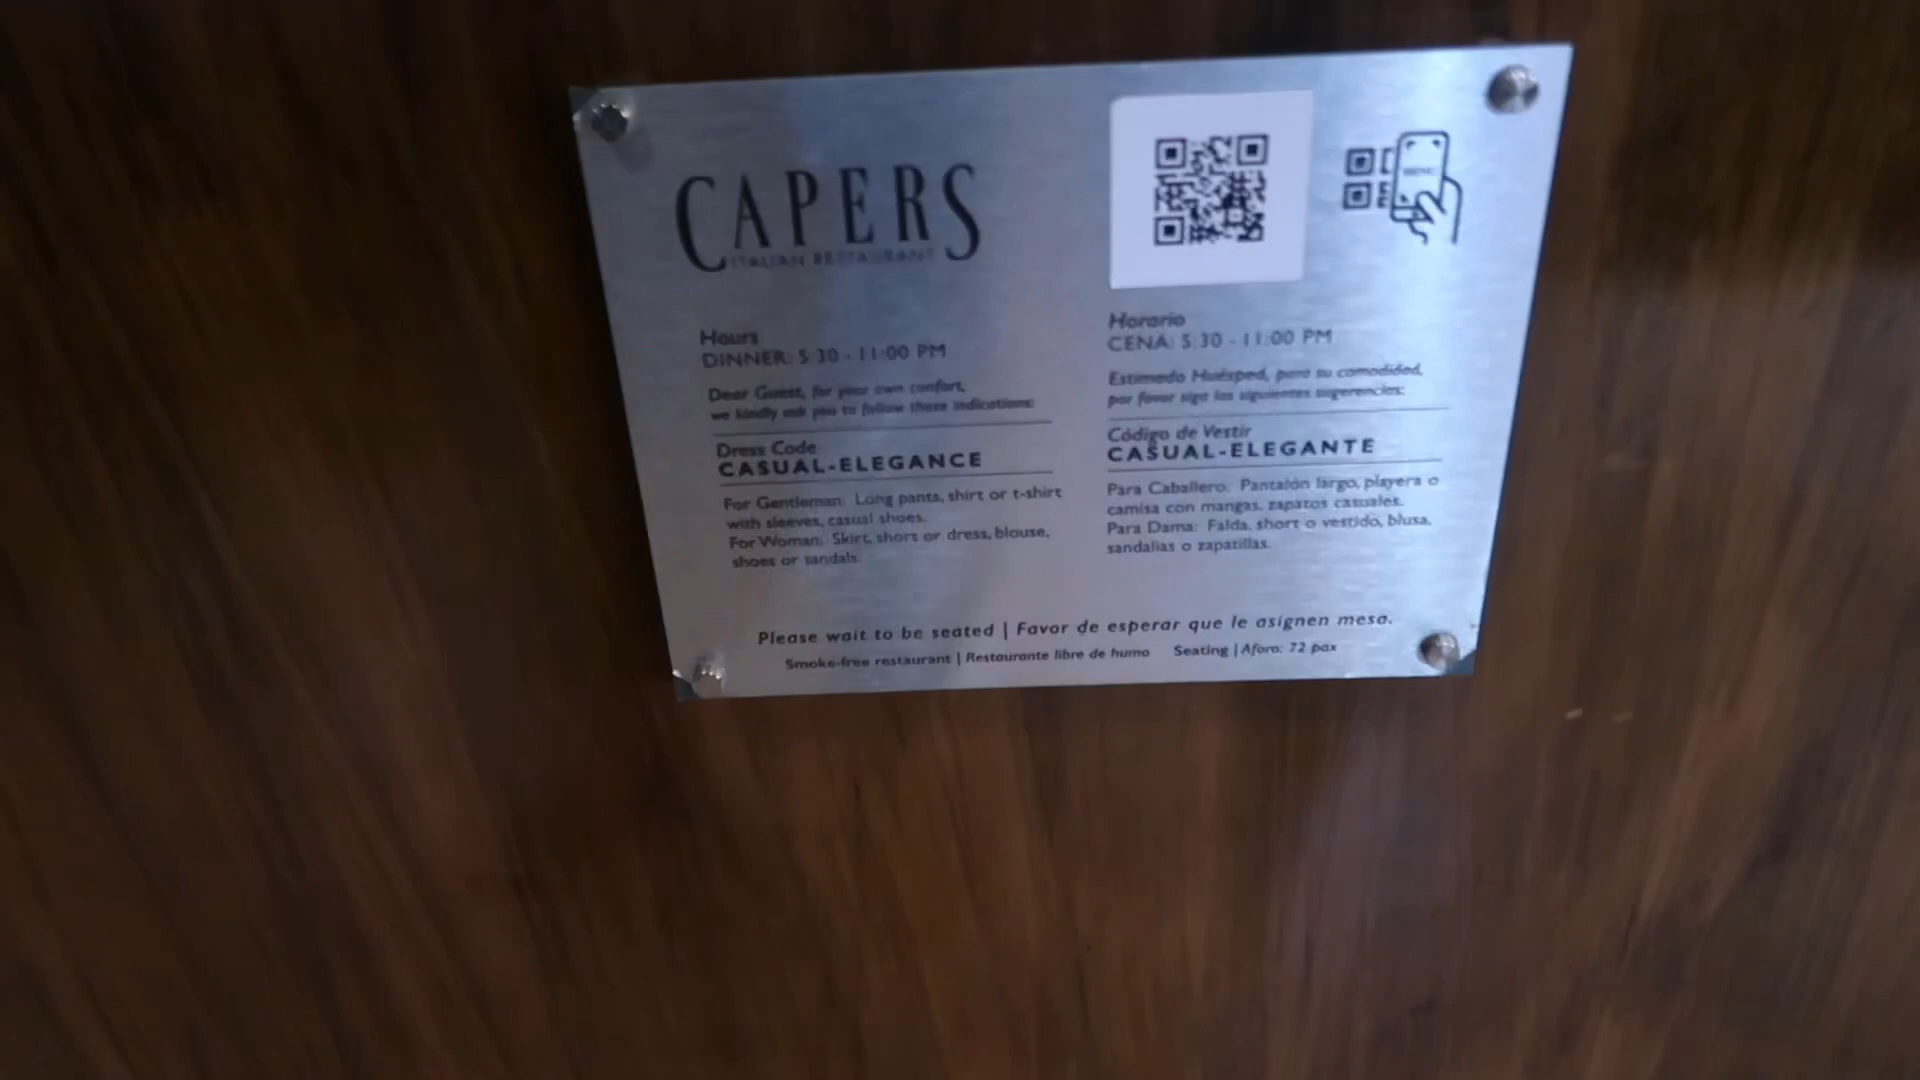 CAPERS
ITALIAN RESTAURANT
Hours
DINNER: 5:30 - 11:00 PM
Dear Guest, for your own confort,
we kindly ask you to follow these indications:
Dress Code
CASUAL-ELEGANCE
For Gentleman: Long pants, shirt or t-shirt
with sleeves, casual shoes.
For Woman: Skirt, short or dress, blouse,
shoes or sandals.
MENU
Horario
CENA: 5:30 - 11:00 PM
Estimado Huésped, para su comodidad,
por favor siga las siguientes sugerencias:
Código de Vestir
CASUAL-ELEGANTE
Para Caballero: Pantalón largo, playera o
camisa con mangas, zapatos casuales.
Para Dama: Falda, short o vestido, blusa,
sandalias o zapatillas.
Please wait to be seated | Favor de esperar que le asignen mesa.
Smoke-free restaurant | Restaurante libre de humo Seating | Aforo: 72 pax